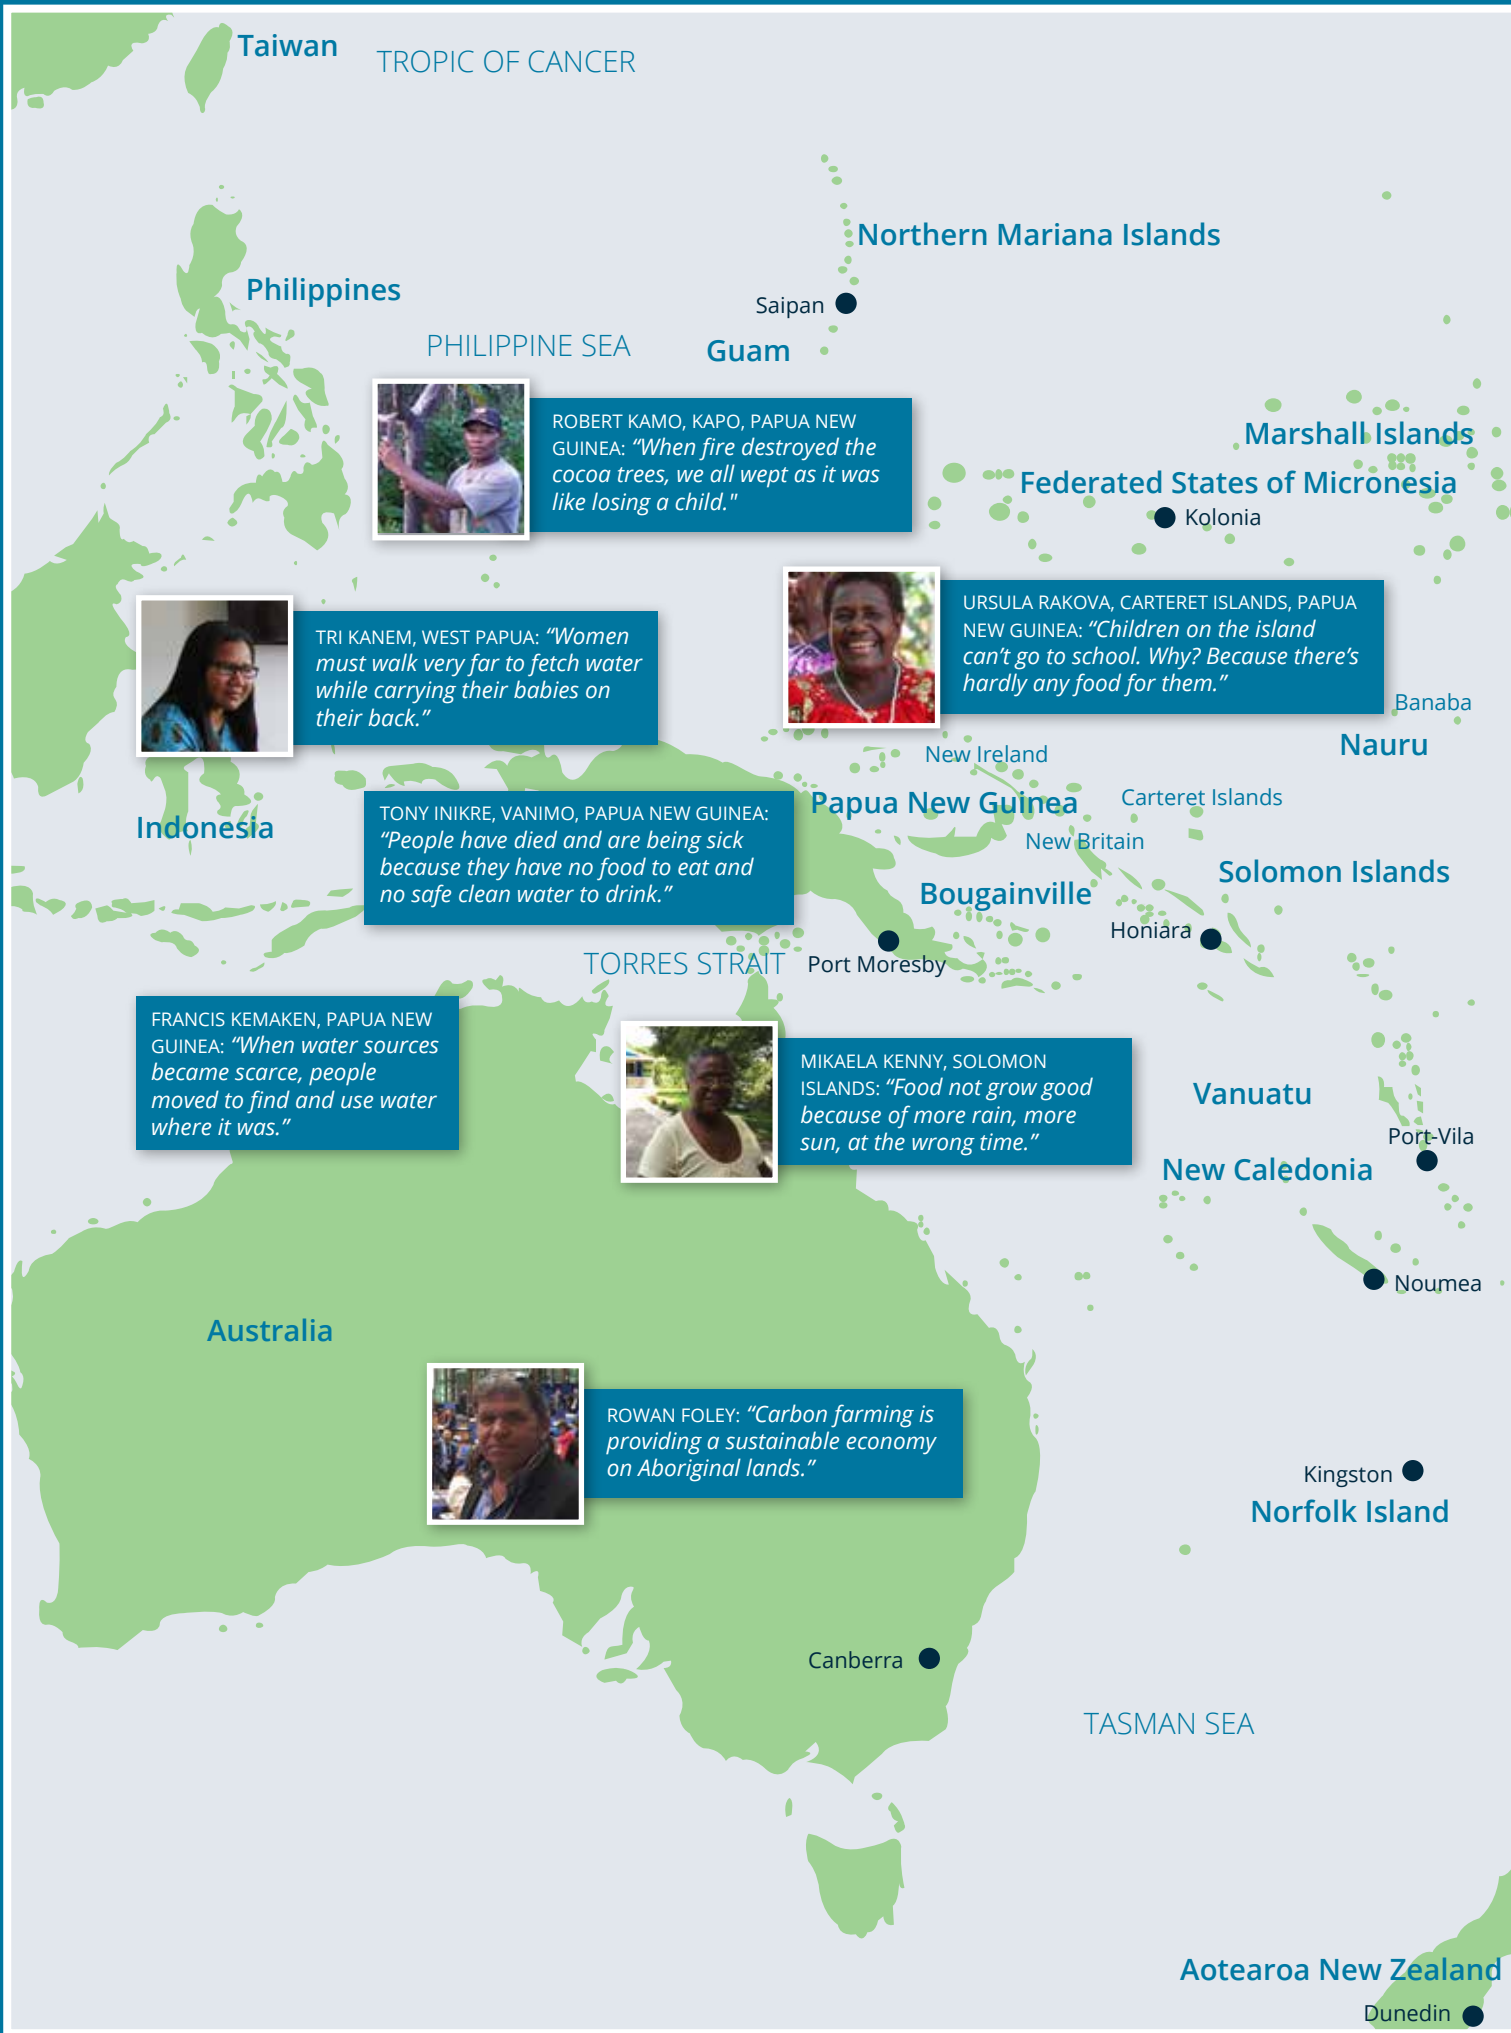 Taiwan
TROPIC OF CANCER
Northern Mariana Islands
Philippines
Saipan
PHILIPPINE SEA
Guam
ROBERT KAMO, KAPO, PAPUA NEW
GUINEA: “When fire destroyed the
cocoa trees, we all wept as it was
like losing a child."
Marshall Islands
Federated States of Micronesia
Kolonia
TRI KANEM, WEST PAPUA: “Women
must walk very far to fetch water
while carrying their babies on
their back.”
URSULA RAKOVA, CARTERET ISLANDS, PAPUA
NEW GUINEA: “Children on the island
can’t go to school. Why? Because there’s
hardly any food for them.”
Banaba
Nauru
New Ireland
Papua New Guinea
Carteret Islands
Indonesia
TONY INIKRE, VANIMO, PAPUA NEW GUINEA:
“People have died and are being sick
because they have no food to eat and
no safe clean water to drink.”
New Britain
Solomon Islands
Bougainville
Honiara
TORRES STRAIT
Port Moresby
FRANCIS KEMAKEN, PAPUA NEW
GUINEA: “When water sources
became scarce, people
moved to find and use water
where it was.”
MIKAELA KENNY, SOLOMON
ISLANDS: “Food not grow good
because of more rain, more
sun, at the wrong time.”
Vanuatu
Port-Vila
New Caledonia
Noumea
Australia
ROWAN FOLEY: “Carbon farming is
providing a sustainable economy
on Aboriginal lands.”
Kingston
Norfolk Island
Canberra
TASMAN SEA
Aotearoa New Zealand
Dunedin